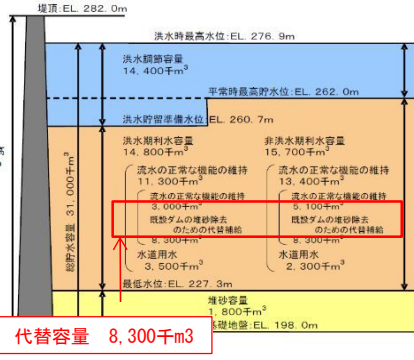 堤頂:EL. 282.0m
洪水時最高水位:EL. 276.9m
洪水調節容量
14,400千m³
平常時最高貯水位:EL. 262.0m
洪水貯留準備水位:EL. 260.7m
洪水期利水容量
14,800千m³
流水の正常な機能の維持
11,300千m³
流水の正常な機能の維持
3,000千m³
既設ダムの堆砂除去
のための代替補給
8,300千m³
水道用水
3,500千m³
非洪水期利水容量
15,700千m³
流水の正常な機能の維持
13,400千m³
流水の正常な機能の維持
5,100千m³
既設ダムの堆砂除去
のための代替補給
8,300千m³
水道用水
2,300千m³
総貯水容量 31,000千m³
最低水位:EL. 227.3m
堆砂容量
1,800千m³
基礎地盤:EL. 198.0m
代替容量 8,300千m3